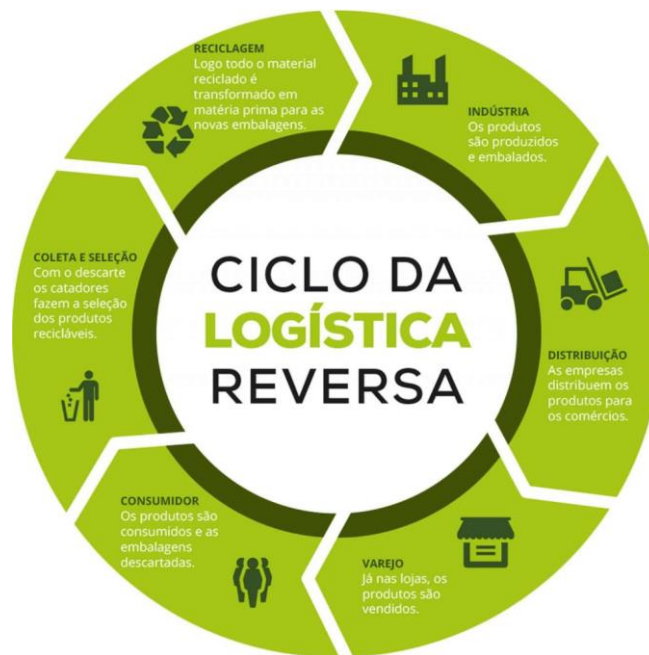 CICLO DA
LOGÍSTICA
REVERSA
INDÚSTRIA
Os produtos
são produzidos
e embalados.
DISTRIBUIÇÃO
As empresas
distribuem os
produtos para
os comércios.
VAREJO
Já nas lojas, os
produtos são
vendidos.
CONSUMIDOR
Os produtos são
consumidos e as
embalagens
descartadas.
COLETA E SELEÇÃO
Com o descarte
os catadores
fazem a seleção
dos produtos
recicláveis.
RECICLAGEM
Logo todo o material
reciclado é
transformado em
matéria prima para as
novas embalagens.